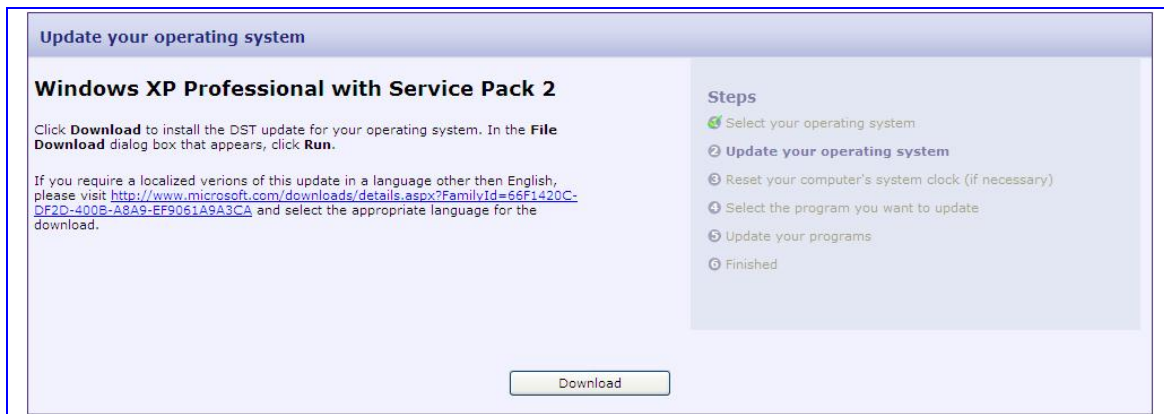 Update your operating system
Windows XP Professional with Service Pack 2
Click Download to install the DST update for your operating system. In the File
Download dialog box that appears, click Run.
If you require a localized verions of this update in a language other then English,
please visit http://www.microsoft.com/downloads/details.aspx?FamilyId=66F1420C-
DF2D-400B-A8A9-EF9061A9A3CA and select the appropriate language for the
download.
Steps
Select your operating system
2 Update your operating system
3 Reset your computer's system clock (if necessary)
4 Select the program you want to update
5 Update your programs
6 Finished
Download